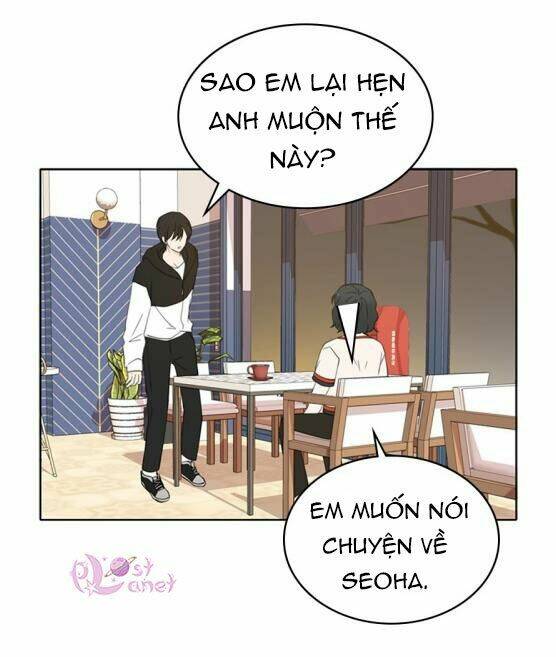 SAO EM LẠI HẸN
ANH MUỘN THẾ
NÀY?
EM MUỐN NÓI
CHUYỆN VỀ
SEOHA.
Lost
Planet